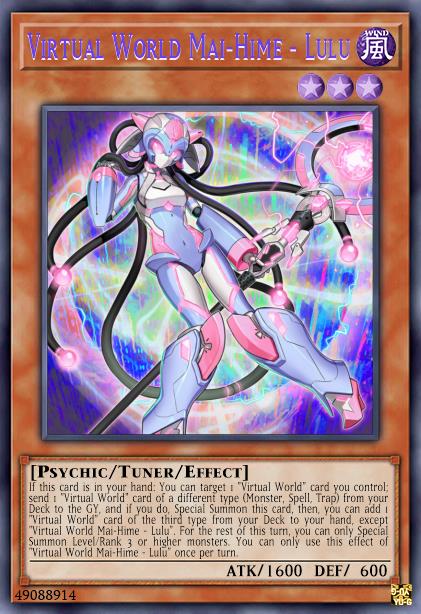 Virtual World Mai-Hime - Lulu
WIND
風
[Psychic/Tuner/Effect]
If this card is in your hand: You can target 1 "Virtual World" card you control;
send 1 "Virtual World" card of a different type (Monster, Spell, Trap) from your
Deck to the GY, and if you do, Special Summon this card, then, you can add 1
"Virtual World" card of the third type from your Deck to your hand, except
"Virtual World Mai-Hime - Lulu". For the rest of this turn, you can only Special
Summon Level/Rank 3 or higher monsters. You can only use this effect of
"Virtual World Mai-Hime - Lulu" once per turn.
ATK/1600 DEF/ 600
49088914